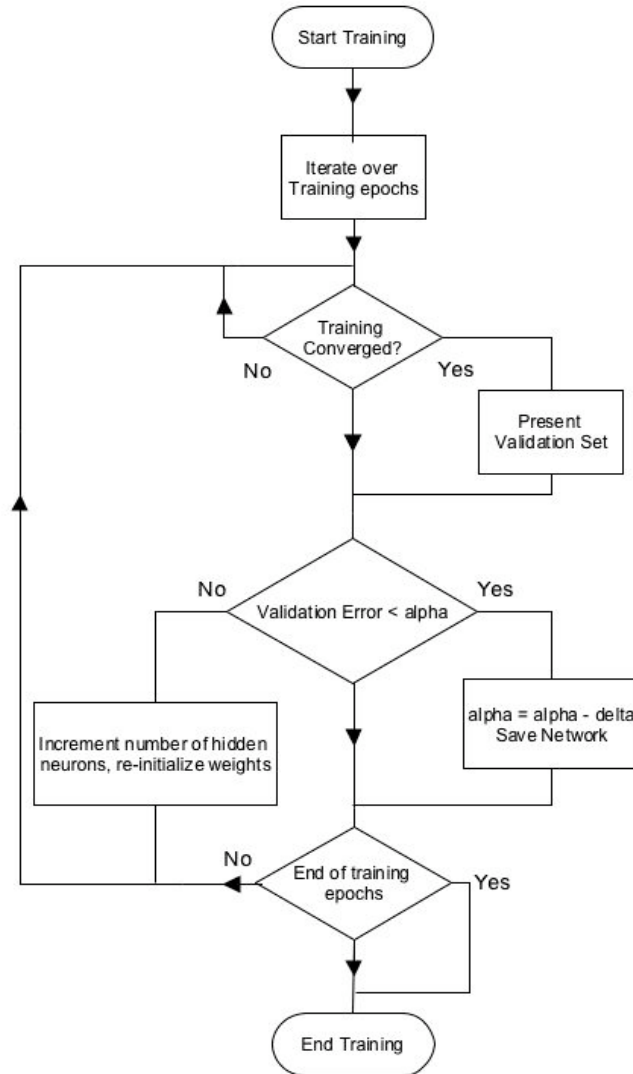 Start Training
Iterate over
Training epochs
Training
Converged?
No
Yes
Present
Validation Set
No
Yes
Validation Error < alpha
Increment number of hidden
neurons, re-initialize weights
alpha = alpha - delta
Save Network
No
Yes
End of training
epochs
End Training